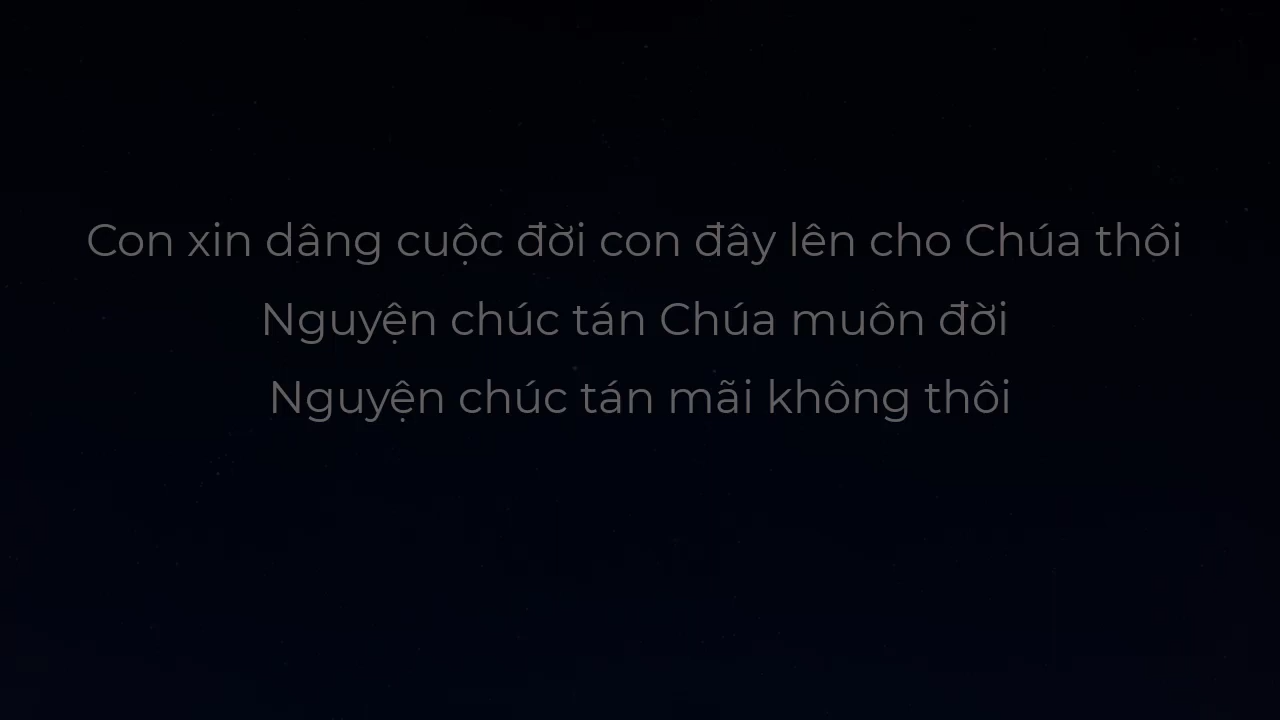 Con xin dâng cuộc đời con đây lên cho Chúa thôi
Nguyện chúc tán Chúa muôn đời
Nguyện chúc tán mãi không thôi